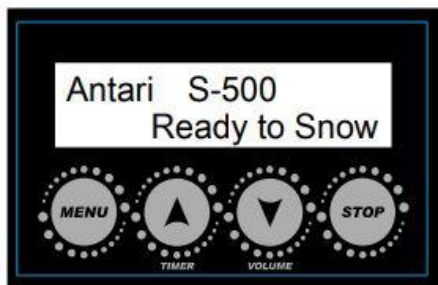 Antari S-500
Ready to Snow
MENU
STOP
TIMER
VOLUME